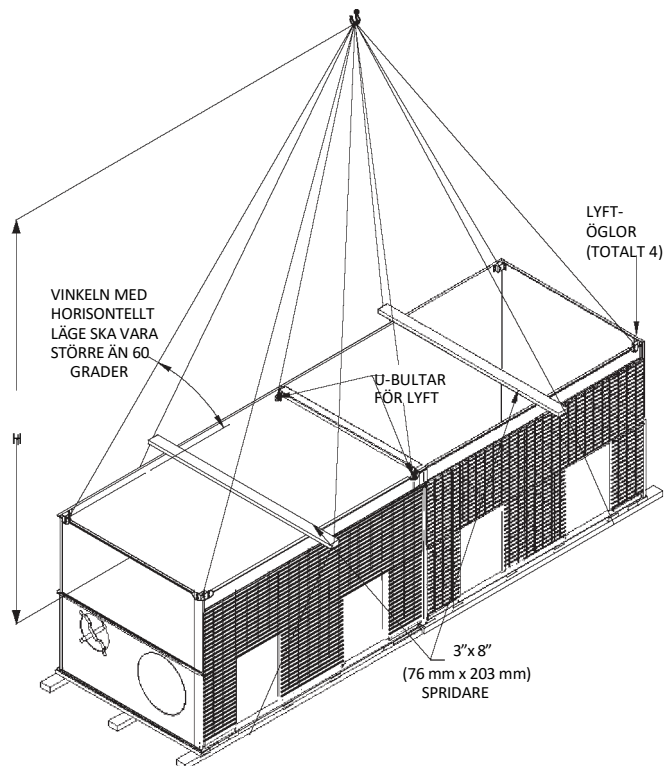 LYFT-
ÖGLOR
(TOTALT 4)
VINKELN MED
HORISONTELLT
LÄGE SKA VARA
STÖRRE ÄN 60
GRADER
U-BULTAR
FÖR LYFT
H
3”x 8”
(76 mm x 203 mm)
SPRIDARE